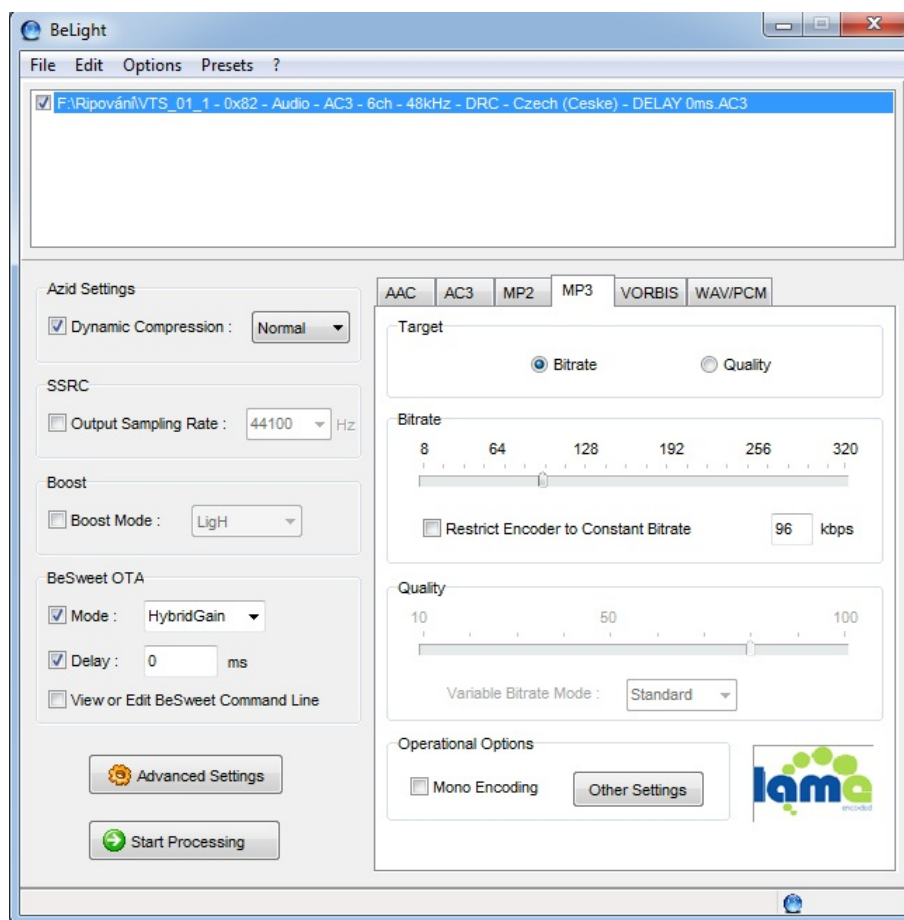 BeLight
File Edit Options Presets ?
F:\Ripování\VTS_01_1 - 0x82 - Audio - AC3 - 6ch - 48kHz - DRC - Czech (Ceske) - DELAY 0ms.AC3
Azid Settings
Dynamic Compression : Normal
SSRC
Output Sampling Rate : 44100 Hz
Boost
Boost Mode : LigH
BeSweet OTA
Mode : HybridGain
Delay : 0 ms
View or Edit BeSweet Command Line
Advanced Settings
Start Processing
AAC AC3 MP2 MP3 VORBIS WAV/PCM
Target
Bitrate Quality
Bitrate
8 64 128 192 256 320
Restrict Encoder to Constant Bitrate 96 kbps
Quality
10 50 100
Variable Bitrate Mode : Standard
Operational Options
Mono Encoding Other Settings
lame
encoded